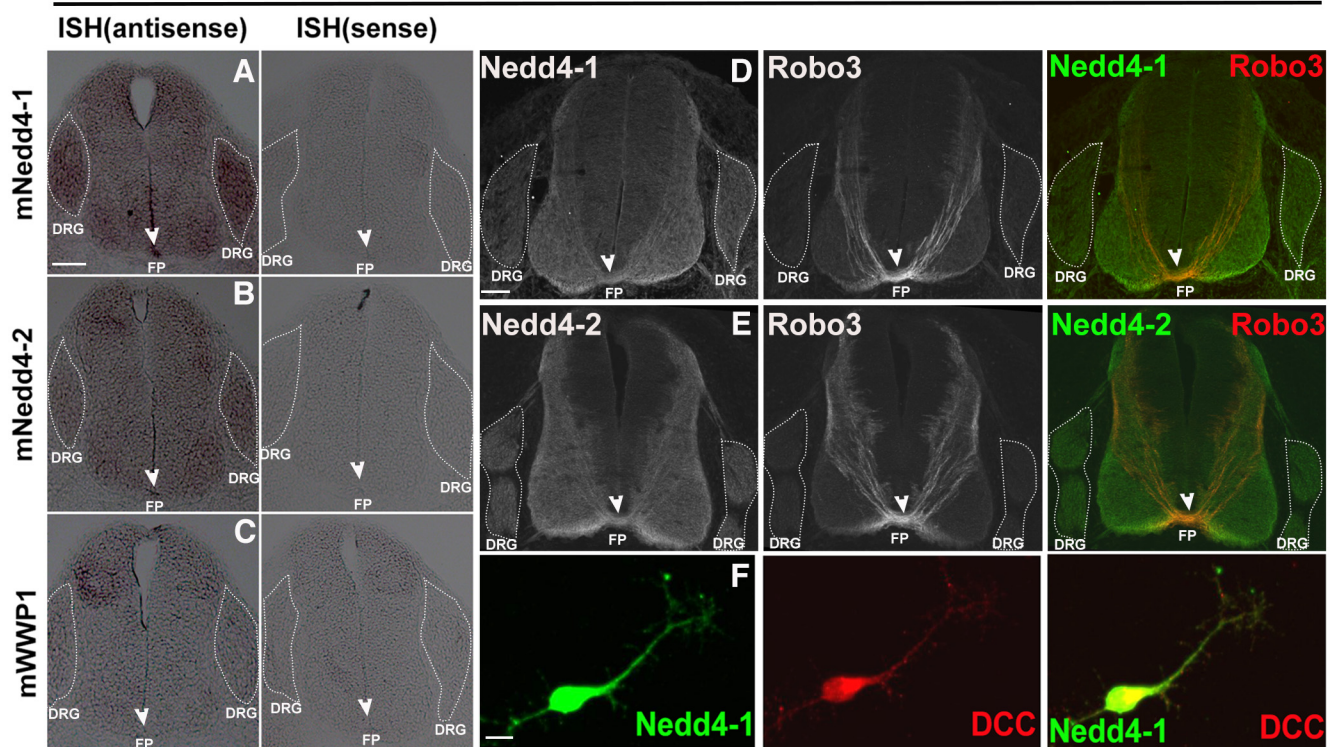 ISH(antisense) ISH(sense)
mNedd4-1
A
DRG
DRG
FP
DRG
DRG
FP
mNedd4-2
B
DRG
DRG
FP
DRG
DRG
FP
mWWP1
C
DRG
DRG
FP
DRG
DRG
FP
Nedd4-1 D
DRG
DRG
FP
Robo3
FP
Nedd4-1 Robo3
DRG
DRG
FP
Nedd4-2 E
DRG
DRG
FP
Robo3
DRG
FP
Nedd4-2 Robo3
DRG
DRG
FP
F
Nedd4-1
DCC
Nedd4-1 DCC